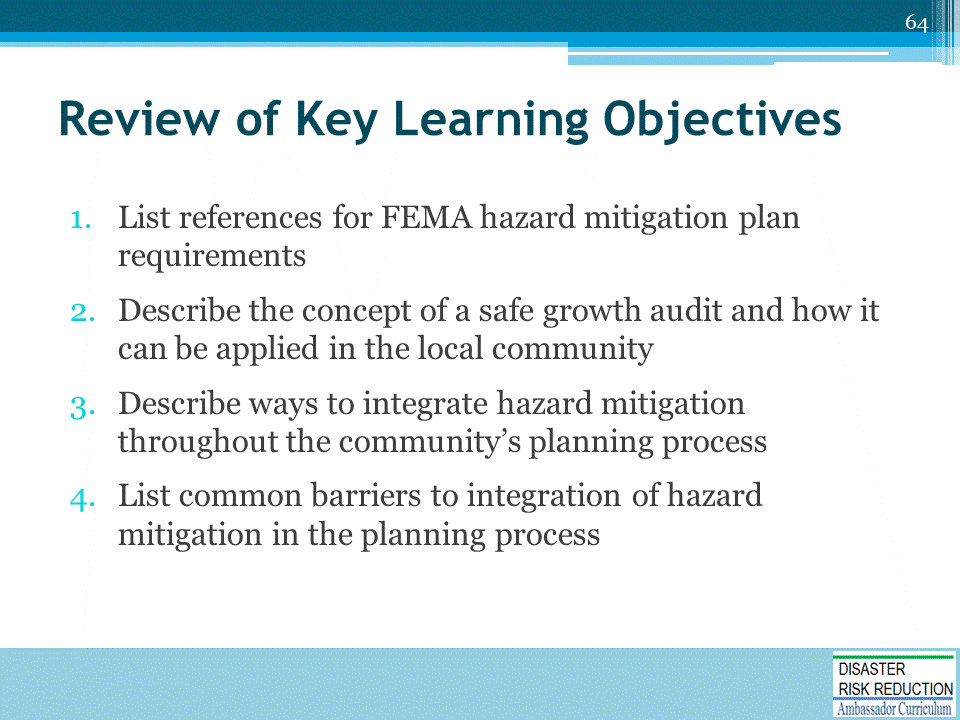 64
Review of Key Learning Objectives
1. List references for FEMA hazard mitigation plan
requirements
2. Describe the concept of a safe growth audit and how it
can be applied in the local community
3. Describe ways to integrate hazard mitigation
throughout the community’s planning process
4. List common barriers to integration of hazard
mitigation in the planning process
DISASTER
RISK REDUCTION
Ambassador Curriculum